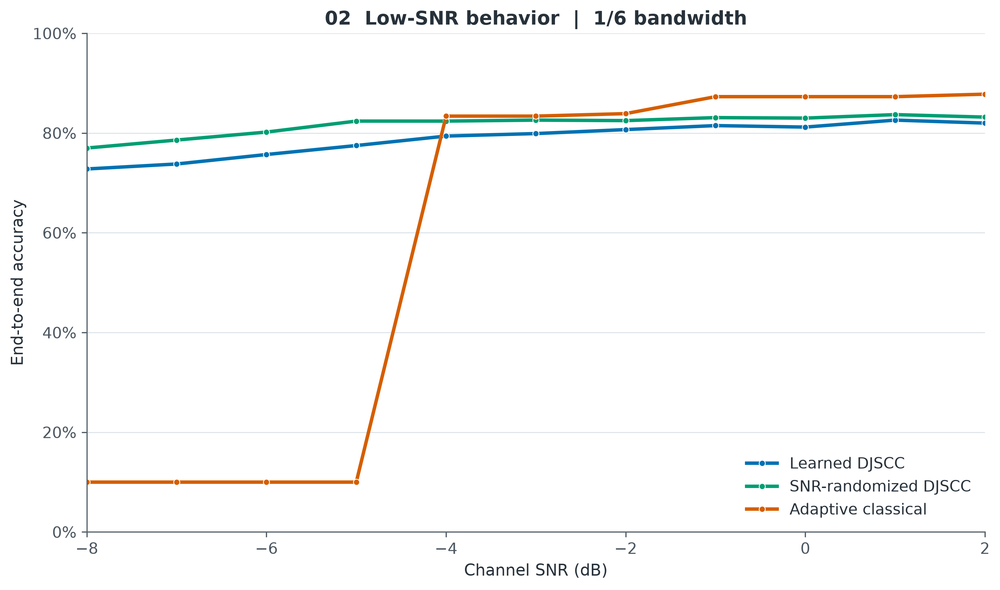 02  Low-SNR behavior  |  1/6 bandwidth
100%
80%
60%
40%
20%
0%
End-to-end accuracy
Learned DJSCC
SNR-randomized DJSCC
Adaptive classical
−8 −6 −4 −2 0 2
Channel SNR (dB)